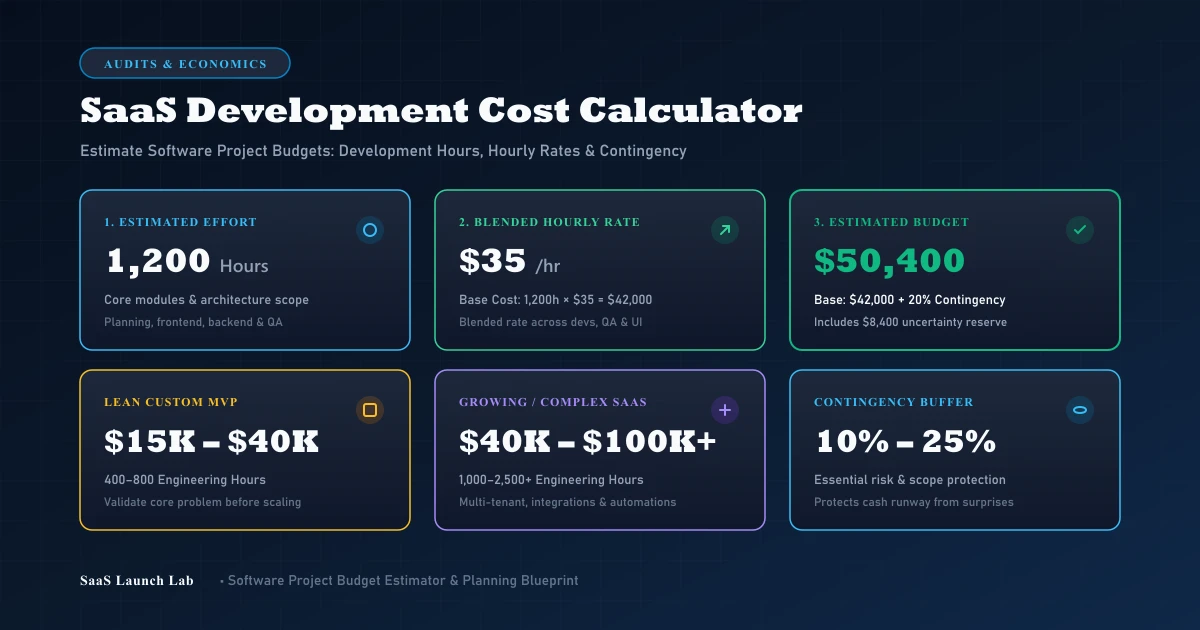 AUDITS & ECONOMICS
SaaS Development Cost Calculator
Estimate Software Project Budgets: Development Hours, Hourly Rates & Contingency
1. ESTIMATED EFFORT
1,200 Hours
Core modules & architecture scope
Planning, frontend, backend & QA
2. BLENDED HOURLY RATE
$35 /hr
Base Cost: 1,200h × $35 = $42,000
Blended rate across devs, QA & UI
3. ESTIMATED BUDGET
$50,400
Base: $42,000 + 20% Contingency
Includes $8,400 uncertainty reserve
LEAN CUSTOM MVP
$15K – $40K
400–800 Engineering Hours
Validate core problem before scaling
GROWING / COMPLEX SAAS
$40K – $100K+
1,000–2,500+ Engineering Hours
Multi-tenant, integrations & automations
CONTINGENCY BUFFER
10% – 25%
Essential risk & scope protection
Protects cash runway from surprises
SaaS Launch Lab • Software Project Budget Estimator & Planning Blueprint